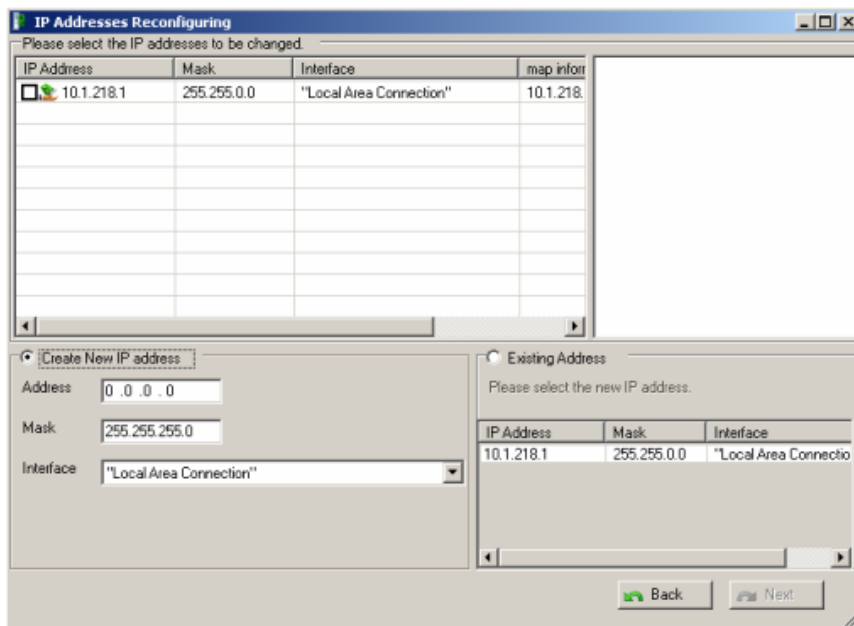 IP Addresses Reconfiguring
Please select the IP addresses to be changed.
IP Address Mask Interface map inforr
10.1.218.1 255.255.0.0 "Local Area Connection" 10.1.218.
Create New IP address
Address 0 .0 .0 .0
Mask 255.255.255.0
Interface "Local Area Connection"
Existing Address
Please select the new IP address.
IP Address Mask Interface
10.1.218.1 255.255.0.0 "Local Area Connectio
Back Next